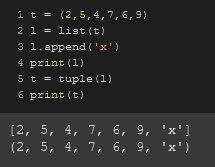 1 t = (2,5,4,7,6,9)
2 l = list(t)
3 l.append('x')
4 print(l)
5 t = tuple(l)
6 print(t)
[2, 5, 4, 7, 6, 9, 'x']
(2, 5, 4, 7, 6, 9, 'x')